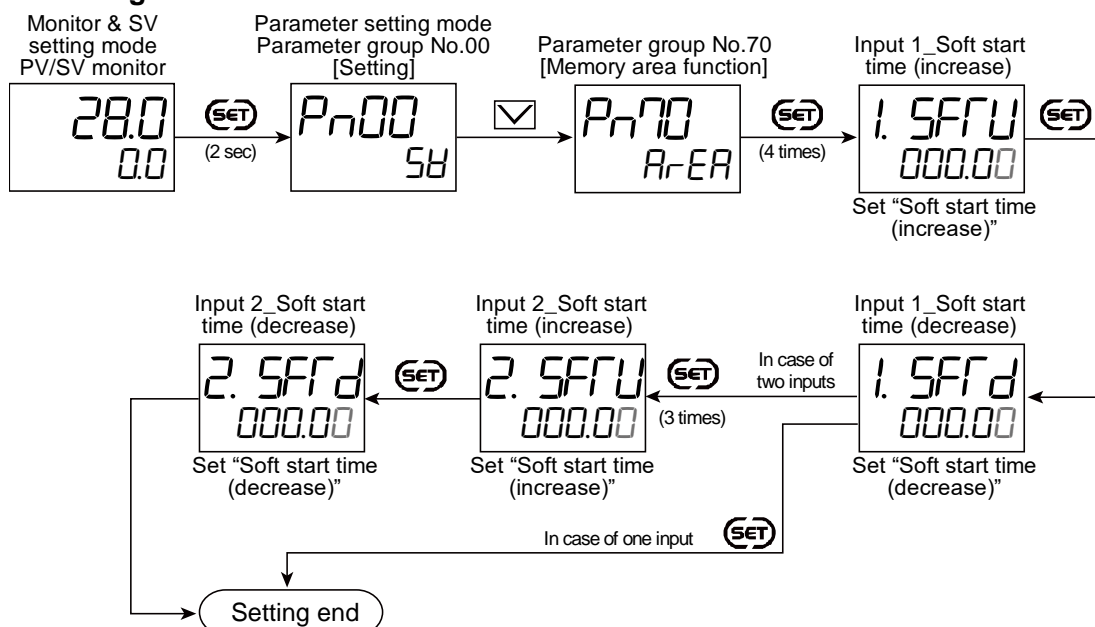 Monitor & SV
setting mode
PV/SV monitor
28.0
0.0
SET
(2 sec)
Parameter setting mode
Parameter group No.00
[Setting]
Pn00
Parameter group No.70
[Memory area function]
Pn70
ArEA
SET
(4 times)
Input 1_Soft start
time (increase)
1. SFTU
000.00
Set “Soft start time
(increase)”
SET
Input 1_Soft start
time (decrease)
1. SFTd
000.00
Set “Soft start time
(decrease)”
In case of
two inputs
SET
(3 times)
Input 2_Soft start
time (increase)
2. SFTU
000.00
Set “Soft start time
(increase)”
SET
Input 2_Soft start
time (decrease)
2. SFTd
000.00
Set “Soft start time
(decrease)”
In case of one input
SET
Setting end